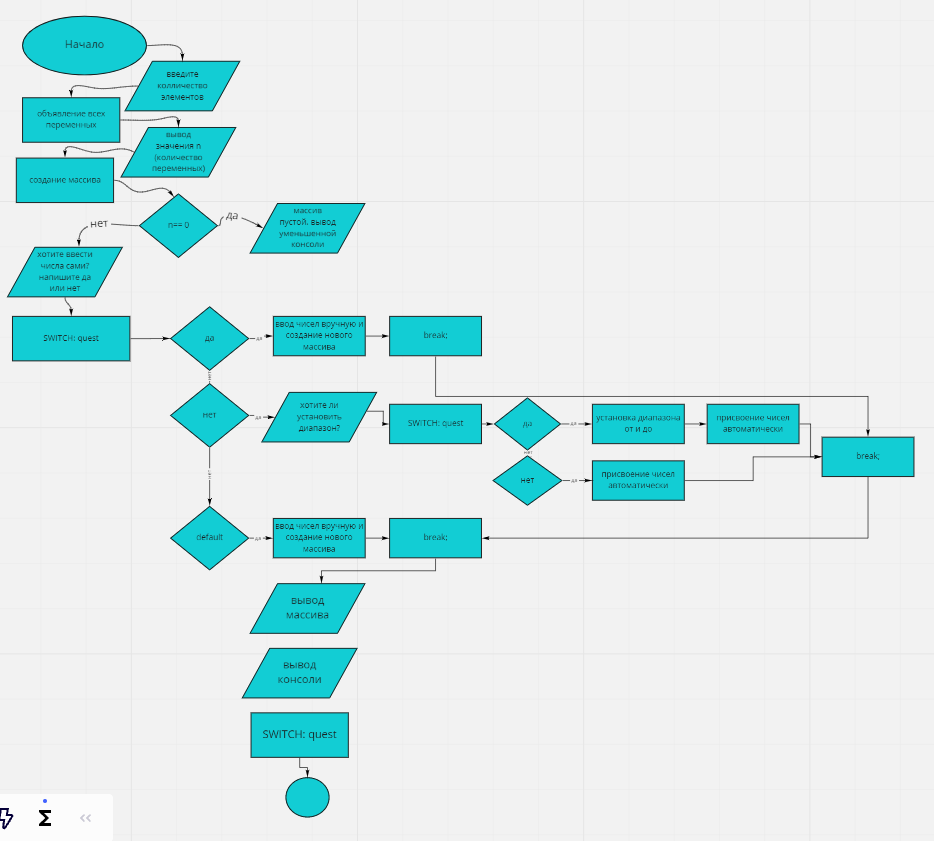 Начало
введите
колличество
элементов
объявление всех
переменных
вывод
значения n
(количество
переменных)
создание массива
n== 0
да
нет
массив
пустой. вывод
уменьшенной
консоли
хотите ввести
числа сами?
напишите да
или нет
SWITCH: quest
да
да
ввод чисел вручную и
создание нового
массива
break;
нет
нет
да
хотите ли
установить
диапазон?
SWITCH: quest
да
да
установка диапазона
от и до
присвоение чисел
автоматически
break;
нет
нет
да
присвоение чисел
автоматически
нет
default
да
ввод чисел вручную и
создание нового
массива
break;
вывод
массива
вывод
консоли
SWITCH: quest
Σ